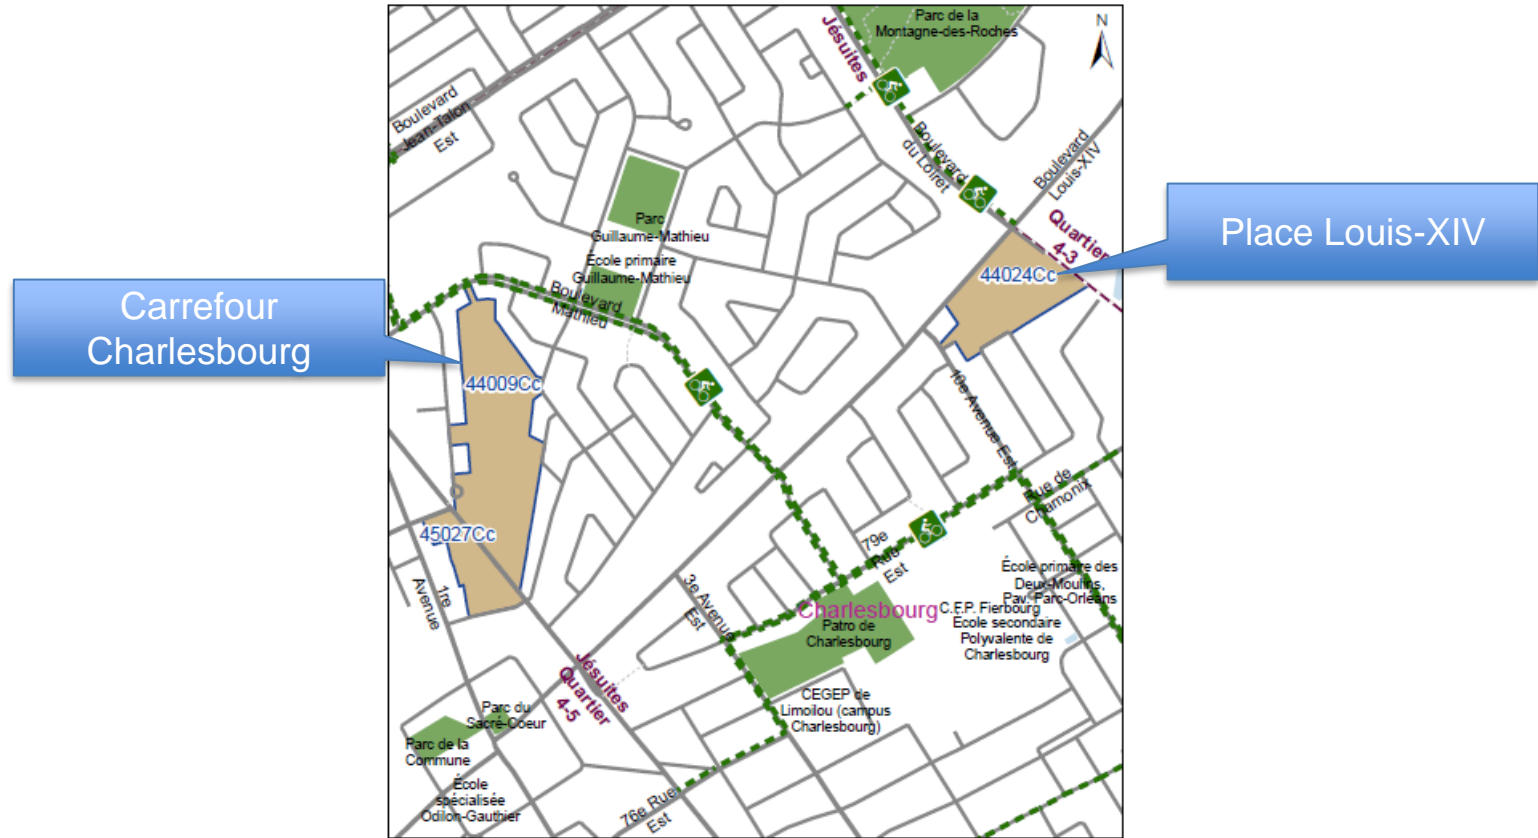 Parc de la
Montagne-des-Roches
N
Jésuites
Boulevard
Jean-Talon
Est
Boulevard
du Loiret
Boulevard
Louis-XIV
Parc
Guillaume-Mathieu
Quartier
4-3
Place Louis-XIV
École primaire
Guillaume-Mathieu
44024Cc
Boulevard
Mathieu
Carrefour
Charlesbourg
44009Cc
10e Avenue Est
Rue de
Chamonix
45027Cc
79e
Rue
Est
1re
Avenue
3e Avenue
Est
École primaire des
Deux-Moulins,
Pav. Parc-Orléans
Charlesbourg
C.F.P. Fierbourg
École secondaire
Polyvalente de
Charlesbourg
Patro de
Charlesbourg
Jésuites
Quartier
4-5
CEGEP de
Limoilou (campus
Charlesbourg)
Parc du
Sacré-Coeur
Parc de la
Commune
École
spécialisée
Odilon-Gauthier
76e Rue
Est